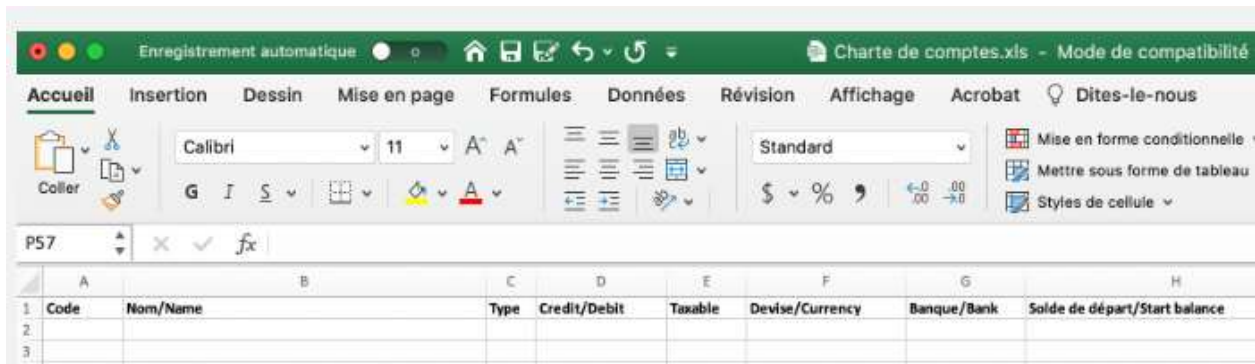 Enregistrement automatique Charte de comptes.xls - Mode de compatibilité
Accueil Insertion Dessin Mise en page Formules Données Révision Affichage Acrobat Dites-le-nous
Coller Calibri 11 A A Standard Mise en forme conditionnelle
Mettre sous forme de tableau
G I S A $ % Styles de cellule
P57 fx
A B C D E F G H
1 Code Nom/Name Type Credit/Debit Taxable Devise/Currency Banque/Bank Solde de départ/Start balance
2
3